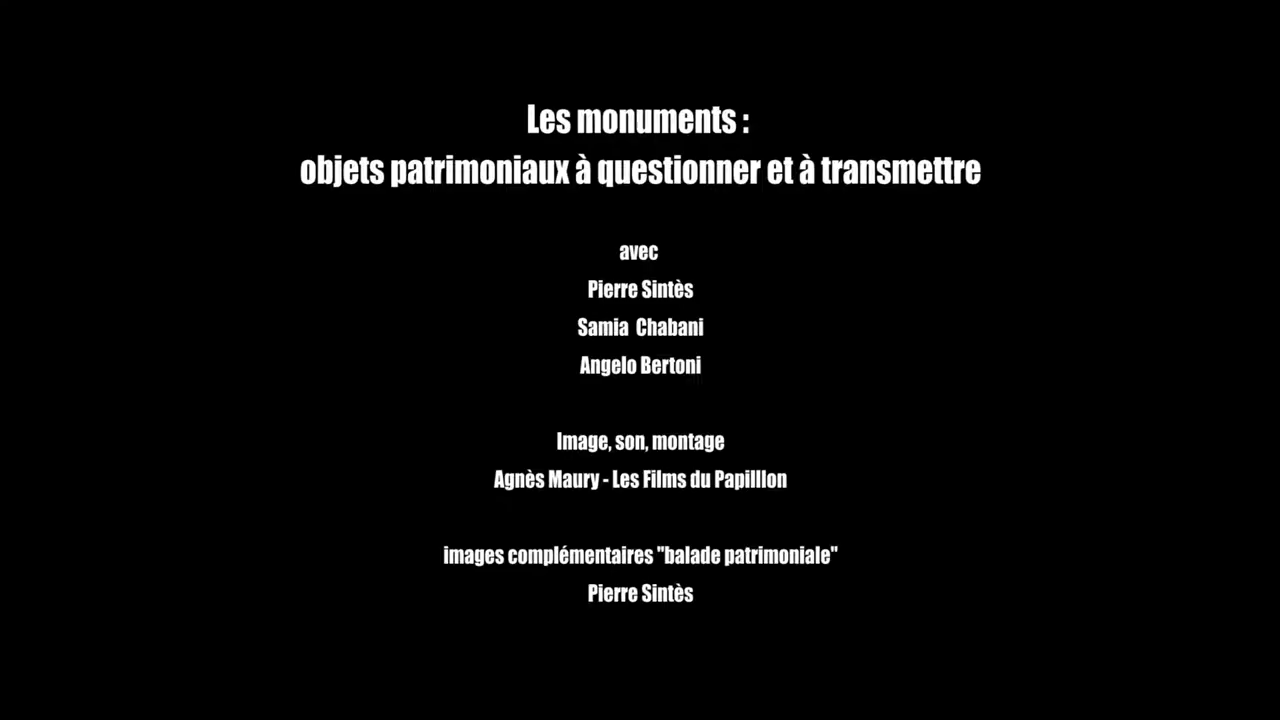 Les monuments :
objets patrimoniaux à questionner et à transmettre
avec
Pierre Sintès
Samia Chabani
Angelo Bertoni
Image, son, montage
Agnès Maury - Les Films du Papilllon
images complémentaires "balade patrimoniale"
Pierre Sintès